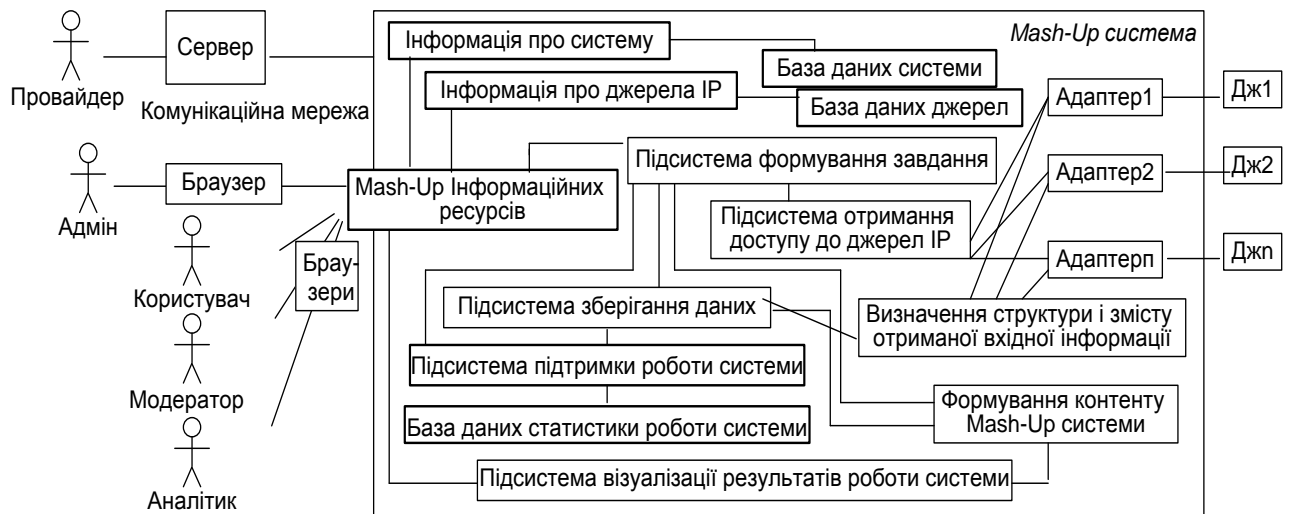 Mash-Up система
Провайдер
Сервер
Комунікаційна мережа
Інформація про систему
База даних системи
Інформація про джерела ІР
База даних джерел
Адаптер1
Дж1
Адмін
Браузер
Mash-Up Інформаційних
ресурсів
Підсистема формування завдання
Адаптер2
Дж2
Підсистема отримання
доступу до джерел ІР
Адаптерn
Джn
Користувач
Брау-
зери
Підсистема зберігання даних
Визначення структури і змісту
отриманої вхідної інформації
Модератор
Підсистема підтримки роботи системи
База даних статистики роботи системи
Формування контенту
Mash-Up системи
Аналітик
Підсистема візуалізації результатів роботи системи